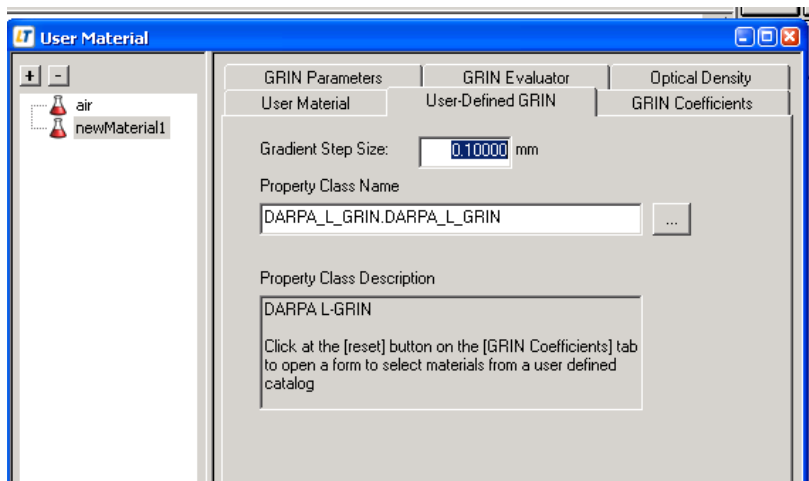 LT User Material
+ -
air
newMaterial1
GRIN Parameters GRIN Evaluator Optical Density
User Material User-Defined GRIN GRIN Coefficients
Gradient Step Size: 0.10000 mm
Property Class Name
DARPA_L_GRIN.DARPA_L_GRIN ...
Property Class Description
DARPA L-GRIN
Click at the [reset] button on the [GRIN Coefficients] tab
to open a form to select materials from a user defined
catalog